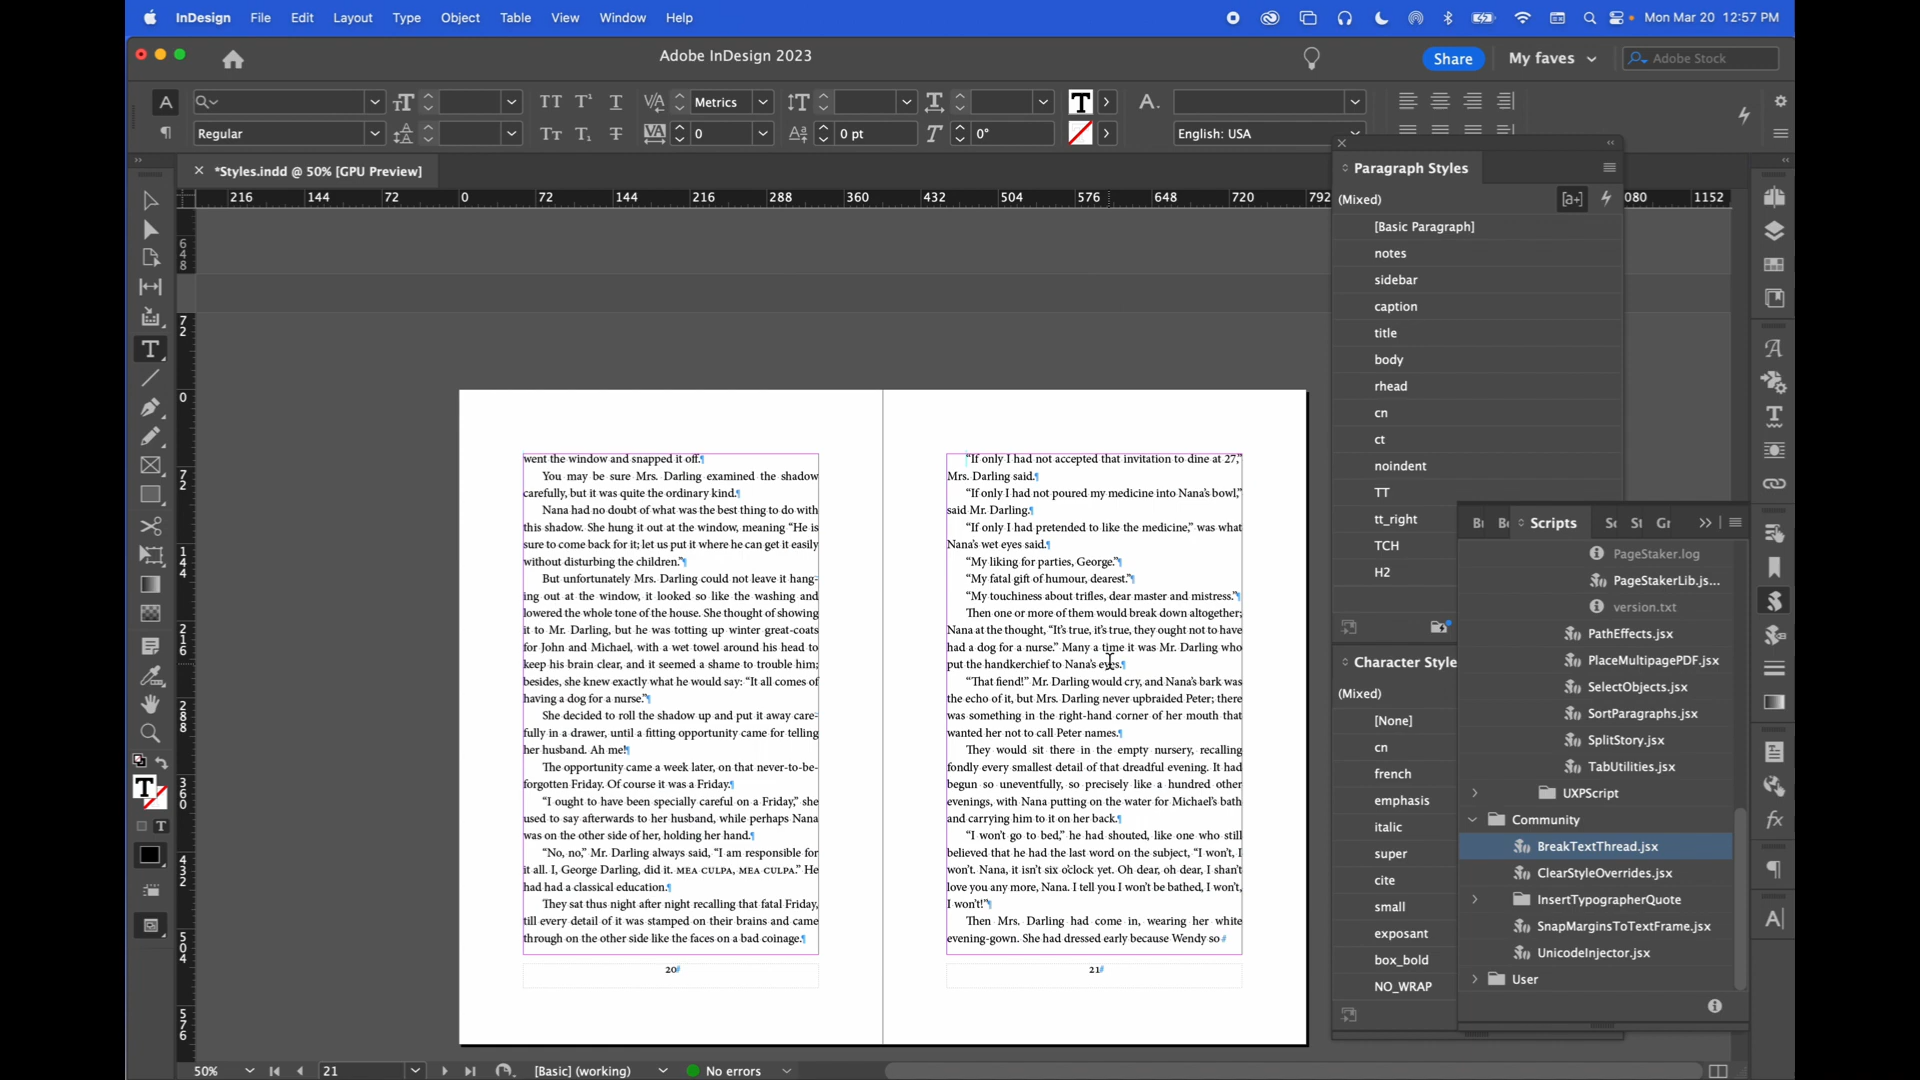 InDesign File Edit Layout Type Object Table View Window Help Mon Mar 20 12:57 PM
Adobe InDesign 2023 Share My faves Adobe Stock
Metrics
Regular 0 0 pt 0° English: USA
*Styles.indd @ 50% [GPU Preview]
216 144 72 0 72 144 216 288 360 432 504 576 648 720 792 080 1152
Paragraph Styles
(Mixed)
[Basic Paragraph]
notes
sidebar
caption
title
body
rhead
cn
ct
noindent
TT
tt_right
TCH
H2
Character Style
(Mixed)
[None]
cn
french
emphasis
italic
super
cite
small
exposant
box_bold
NO_WRAP
Scripts
PageStaker.log
PageStakerLib.js...
version.txt
PathEffects.jsx
PlaceMultipagePDF.jsx
SelectObjects.jsx
SortParagraphs.jsx
SplitStory.jsx
TabUtilities.jsx
UXPScript
Community
BreakTextThread.jsx
ClearStyleOverrides.jsx
InsertTypographerQuote
SnapMarginsToTextFrame.jsx
UnicodeInjector.jsx
User
went the window and snapped it off.¶
You may be sure Mrs. Darling examined the shadow
carefully, but it was quite the ordinary kind.¶
Nana had no doubt of what was the best thing to do with
this shadow. She hung it out at the window, meaning “He is
sure to come back for it; let us put it where he can get it easily
without disturbing the children.”¶
But unfortunately Mrs. Darling could not leave it hang-
ing out at the window, it looked so like the washing and
lowered the whole tone of the house. She thought of showing
it to Mr. Darling, but he was totting up winter great-coats
for John and Michael, with a wet towel around his head to
keep his brain clear, and it seemed a shame to trouble him;
besides, she knew exactly what he would say: “It all comes of
having a dog for a nurse.”¶
She decided to roll the shadow up and put it away care-
fully in a drawer, until a fitting opportunity came for telling
her husband. Ah me!¶
The opportunity came a week later, on that never-to-be-
forgotten Friday. Of course it was a Friday.¶
“I ought to have been specially careful on a Friday,” she
used to say afterwards to her husband, while perhaps Nana
was on the other side of her, holding her hand.¶
“No, no,” Mr. Darling always said, “I am responsible for
it all. I, George Darling, did it. MEA CULPA, MEA CULPA.” He
had had a classical education.¶
They sat thus night after night recalling that fatal Friday,
till every detail of it was stamped on their brains and came
through on the other side like the faces on a bad coinage.¶
20#
“If only I had not accepted that invitation to dine at 27,”
Mrs. Darling said.¶
“If only I had not poured my medicine into Nana’s bowl,”
said Mr. Darling.¶
“If only I had pretended to like the medicine,” was what
Nana’s wet eyes said.¶
“My liking for parties, George.”¶
“My fatal gift of humour, dearest.”¶
“My touchiness about trifles, dear master and mistress.”¶
Then one or more of them would break down altogether;
Nana at the thought, “It’s true, it’s true, they ought not to have
had a dog for a nurse.” Many a time it was Mr. Darling who
put the handkerchief to Nana’s eyes.¶
“That fiend!” Mr. Darling would cry, and Nana’s bark was
the echo of it, but Mrs. Darling never upbraided Peter; there
was something in the right-hand corner of her mouth that
wanted her not to call Peter names.¶
They would sit there in the empty nursery, recalling
fondly every smallest detail of that dreadful evening. It had
begun so uneventfully, so precisely like a hundred other
evenings, with Nana putting on the water for Michael’s bath
and carrying him to it on her back.¶
“I won’t go to bed,” he had shouted, like one who still
believed that he had the last word on the subject, “I won’t, I
won’t. Nana, it isn’t six o’clock yet. Oh dear, oh dear, I shan’t
love you any more, Nana. I tell you I won’t be bathed, I won’t,
I won’t!”¶
Then Mrs. Darling had come in, wearing her white
evening-gown. She had dressed early because Wendy so#
21#
50% 21 [Basic] (working) No errors